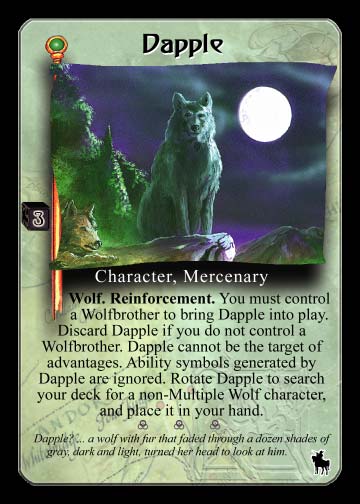 Dapple
3
Character, Mercenary
Wolf. Reinforcement. You must control
a Wolfbrother to bring Dapple into play.
Discard Dapple if you do not control a
Wolfbrother. Dapple cannot be the target of
advantages. Ability symbols generated by
Dapple are ignored. Rotate Dapple to search
your deck for a non-Multiple Wolf character,
and place it in your hand.
Dapple? ... a wolf with fur that faded through a dozen shades of
gray, dark and light, turned her head to look at him.